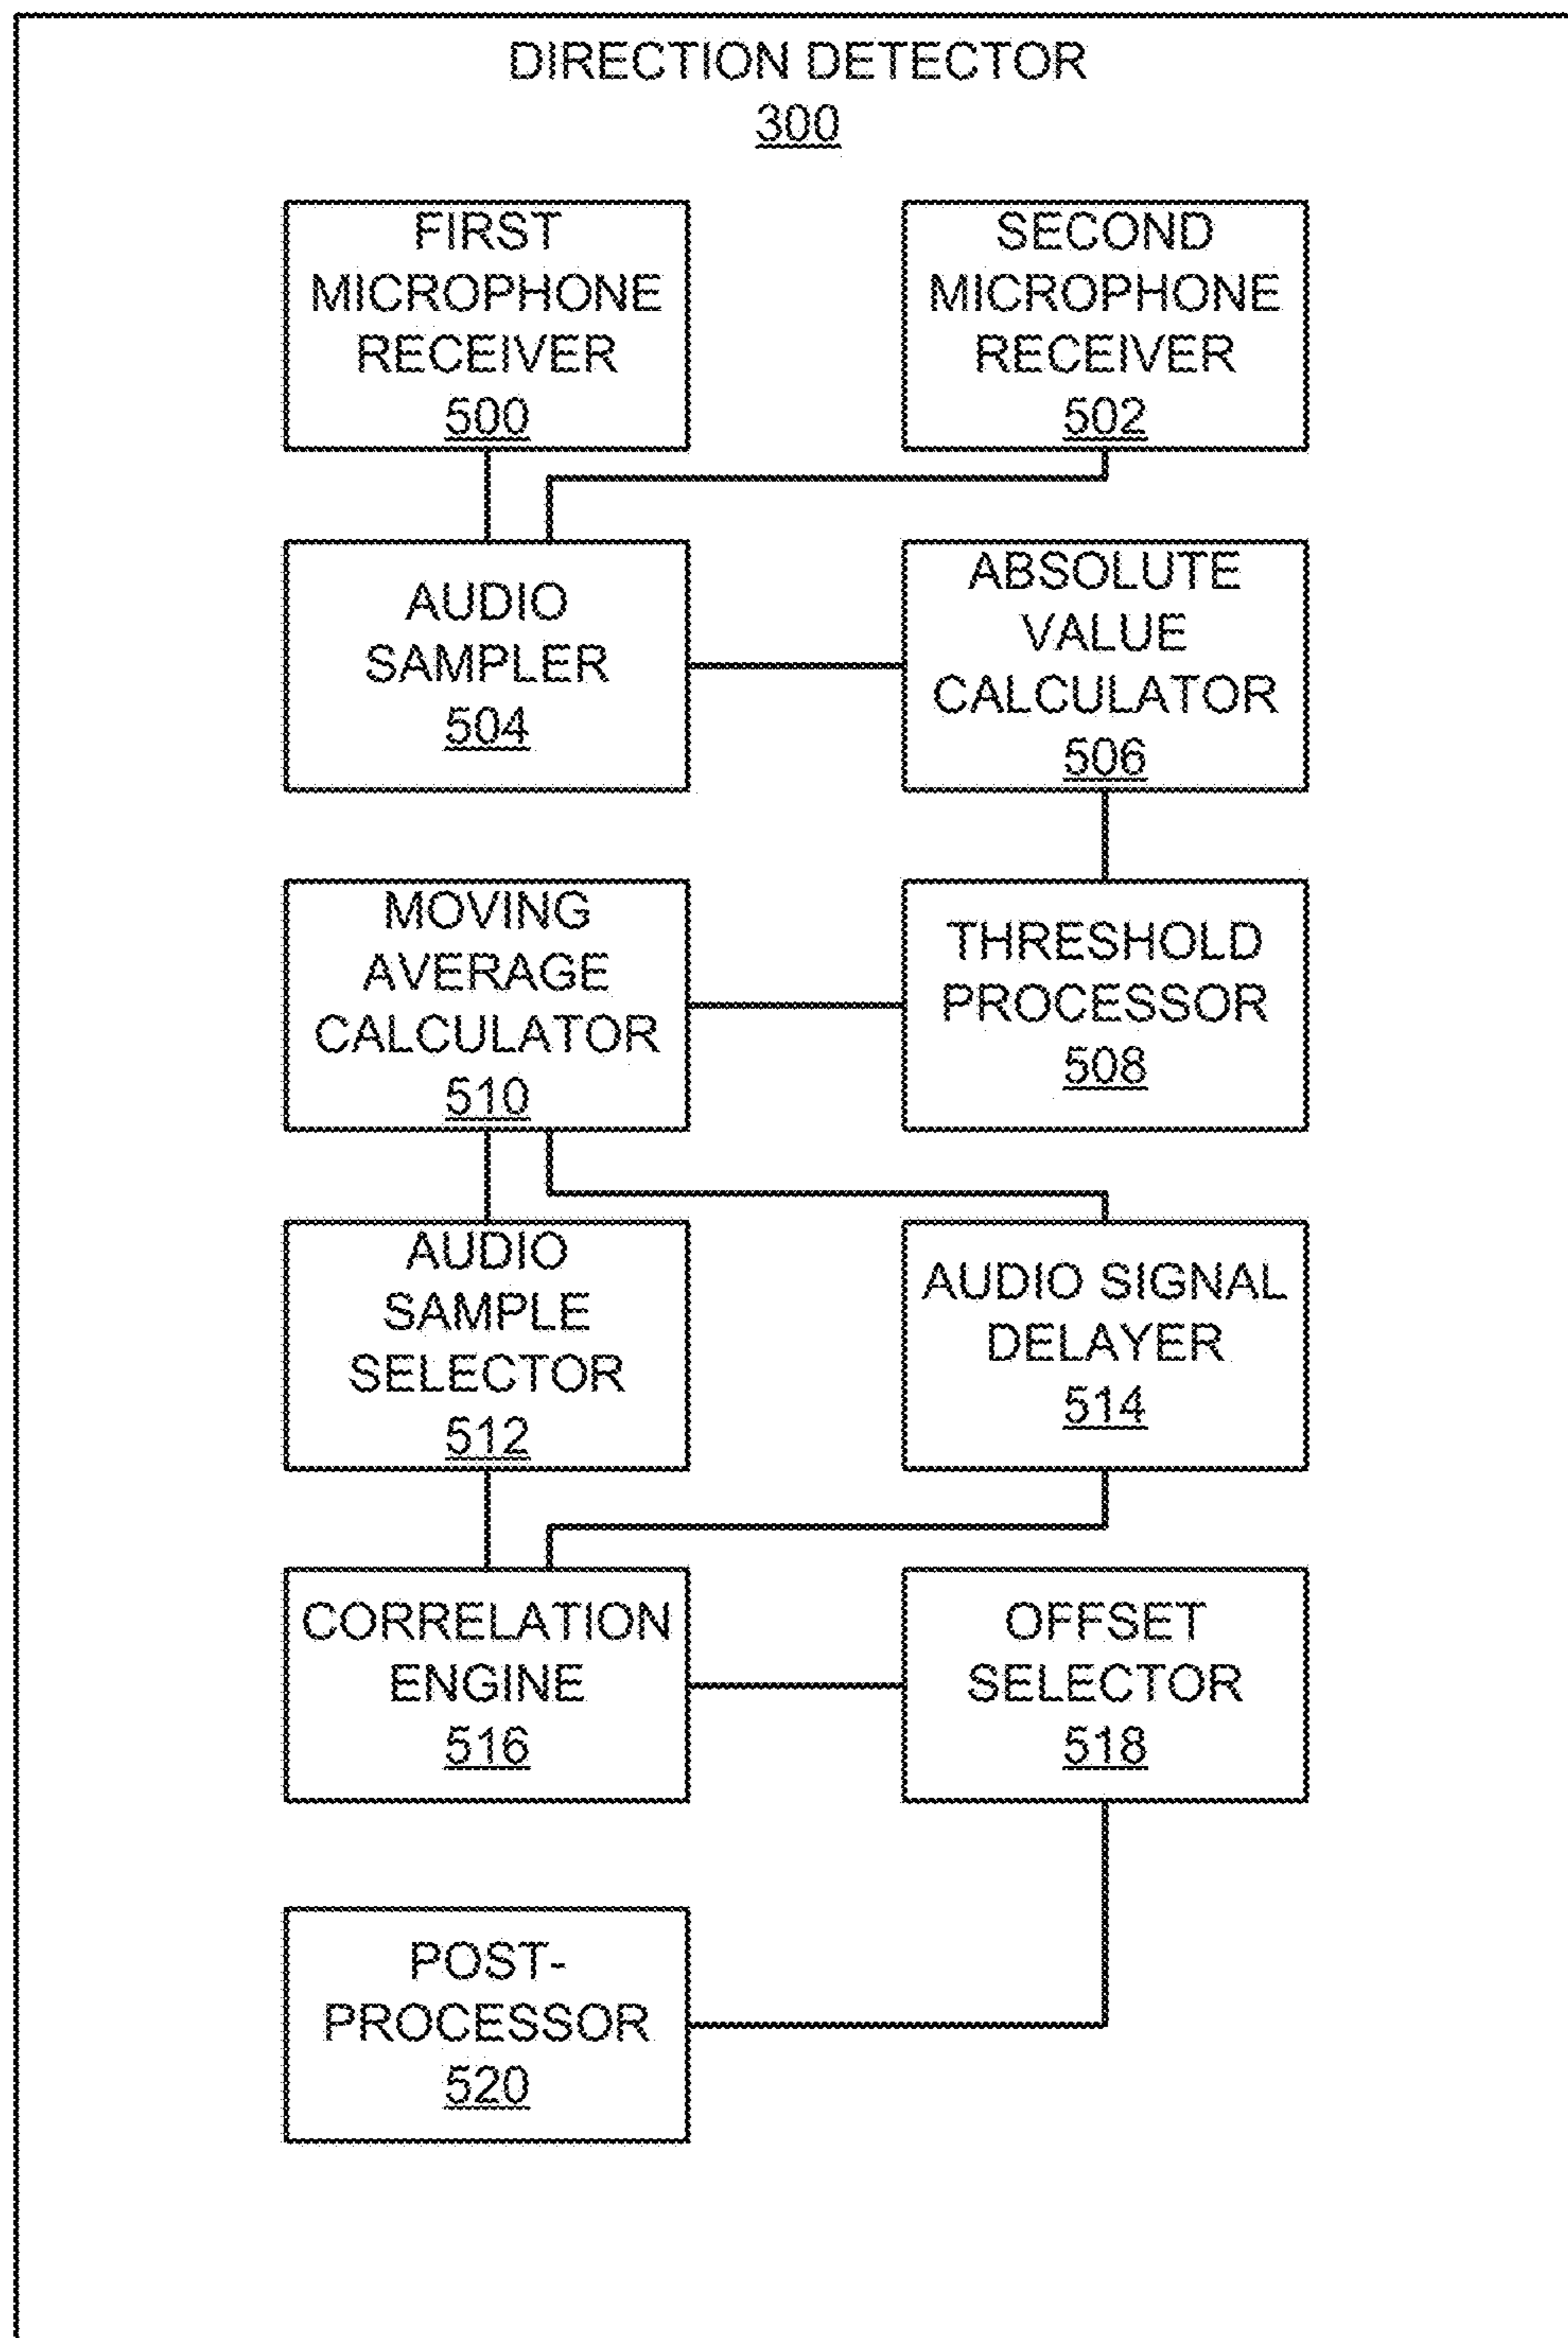 DIRECTION DETECTOR
300
FIRST
MICROPHONE
RECEIVER
500
SECOND
MICROPHONE
RECEIVER
502
AUDIO
SAMPLER
504
ABSOLUTE
VALUE
CALCULATOR
506
MOVING
AVERAGE
CALCULATOR
510
THRESHOLD
PROCESSOR
508
AUDIO
SAMPLE
SELECTOR
512
AUDIO SIGNAL
DELAYER
514
CORRELATION
ENGINE
516
OFFSET
SELECTOR
518
POST-
PROCESSOR
520